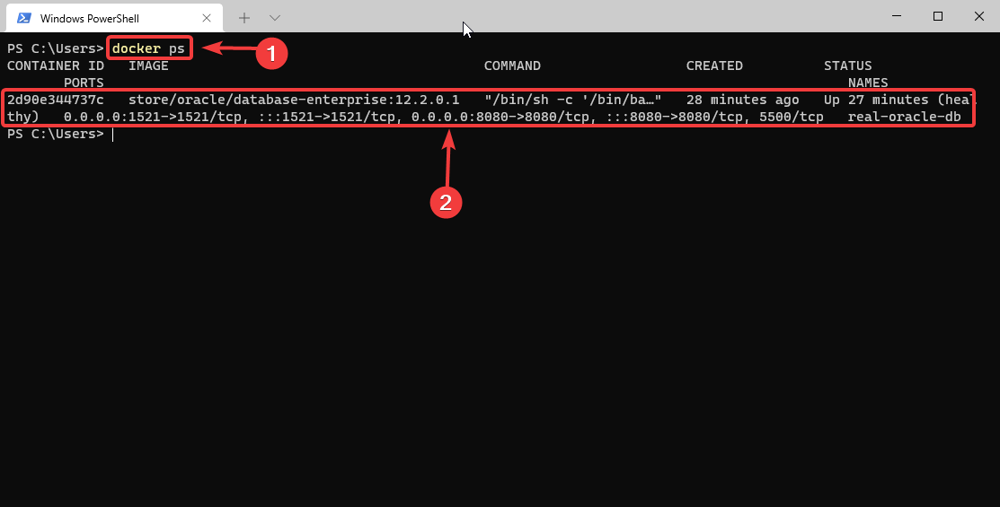 Windows PowerShell
PS C:\Users> docker ps
1
CONTAINER ID   IMAGE                                       COMMAND                  CREATED          STATUS
       PORTS                                                                                            NAMES
2d90e344737c   store/oracle/database-enterprise:12.2.0.1   "/bin/sh -c '/bin/ba…"   28 minutes ago   Up 27 minutes (heal
thy)   0.0.0.0:1521->1521/tcp, :::1521->1521/tcp, 0.0.0.0:8080->8080/tcp, :::8080->8080/tcp, 5500/tcp   real-oracle-db
PS C:\Users>
2